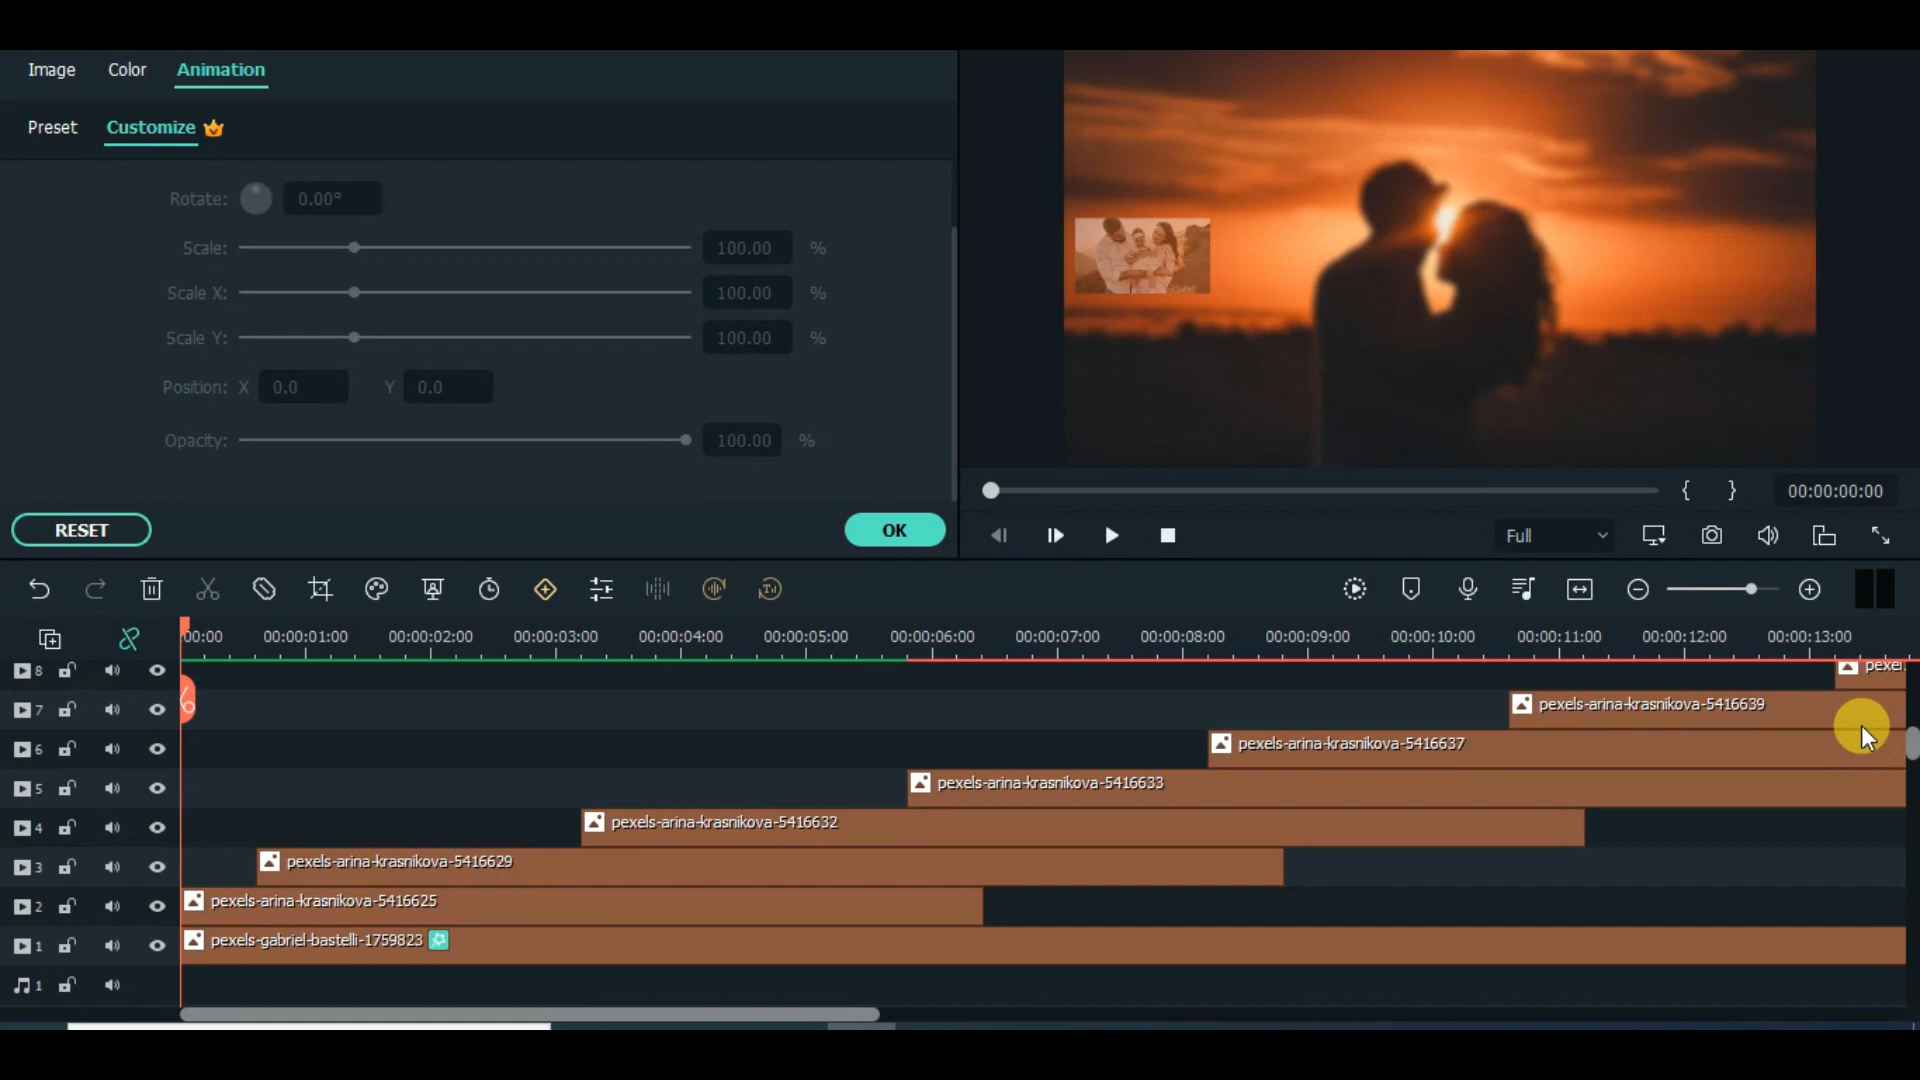 Image Color Animation
Preset Customize
Rotate: 0.00°
Scale: 100.00 %
Scale X: 100.00 %
Scale Y: 100.00 %
Position: X 0.0 Y 0.0
Opacity: 100.00 %
RESET OK
{ } 00:00:00:00
Full
00:00 00:00:01:00 00:00:02:00 00:00:03:00 00:00:04:00 00:00:05:00 00:00:06:00 00:00:07:00 00:00:08:00 00:00:09:00 00:00:10:00 00:00:11:00 00:00:12:00 00:00:13:00
8 pexel
7 pexels-arina-krasnikova-5416639
6 pexels-arina-krasnikova-5416637
5 pexels-arina-krasnikova-5416633
4 pexels-arina-krasnikova-5416632
3 pexels-arina-krasnikova-5416629
2 pexels-arina-krasnikova-5416625
1 pexels-gabriel-bastelli-1759823
1